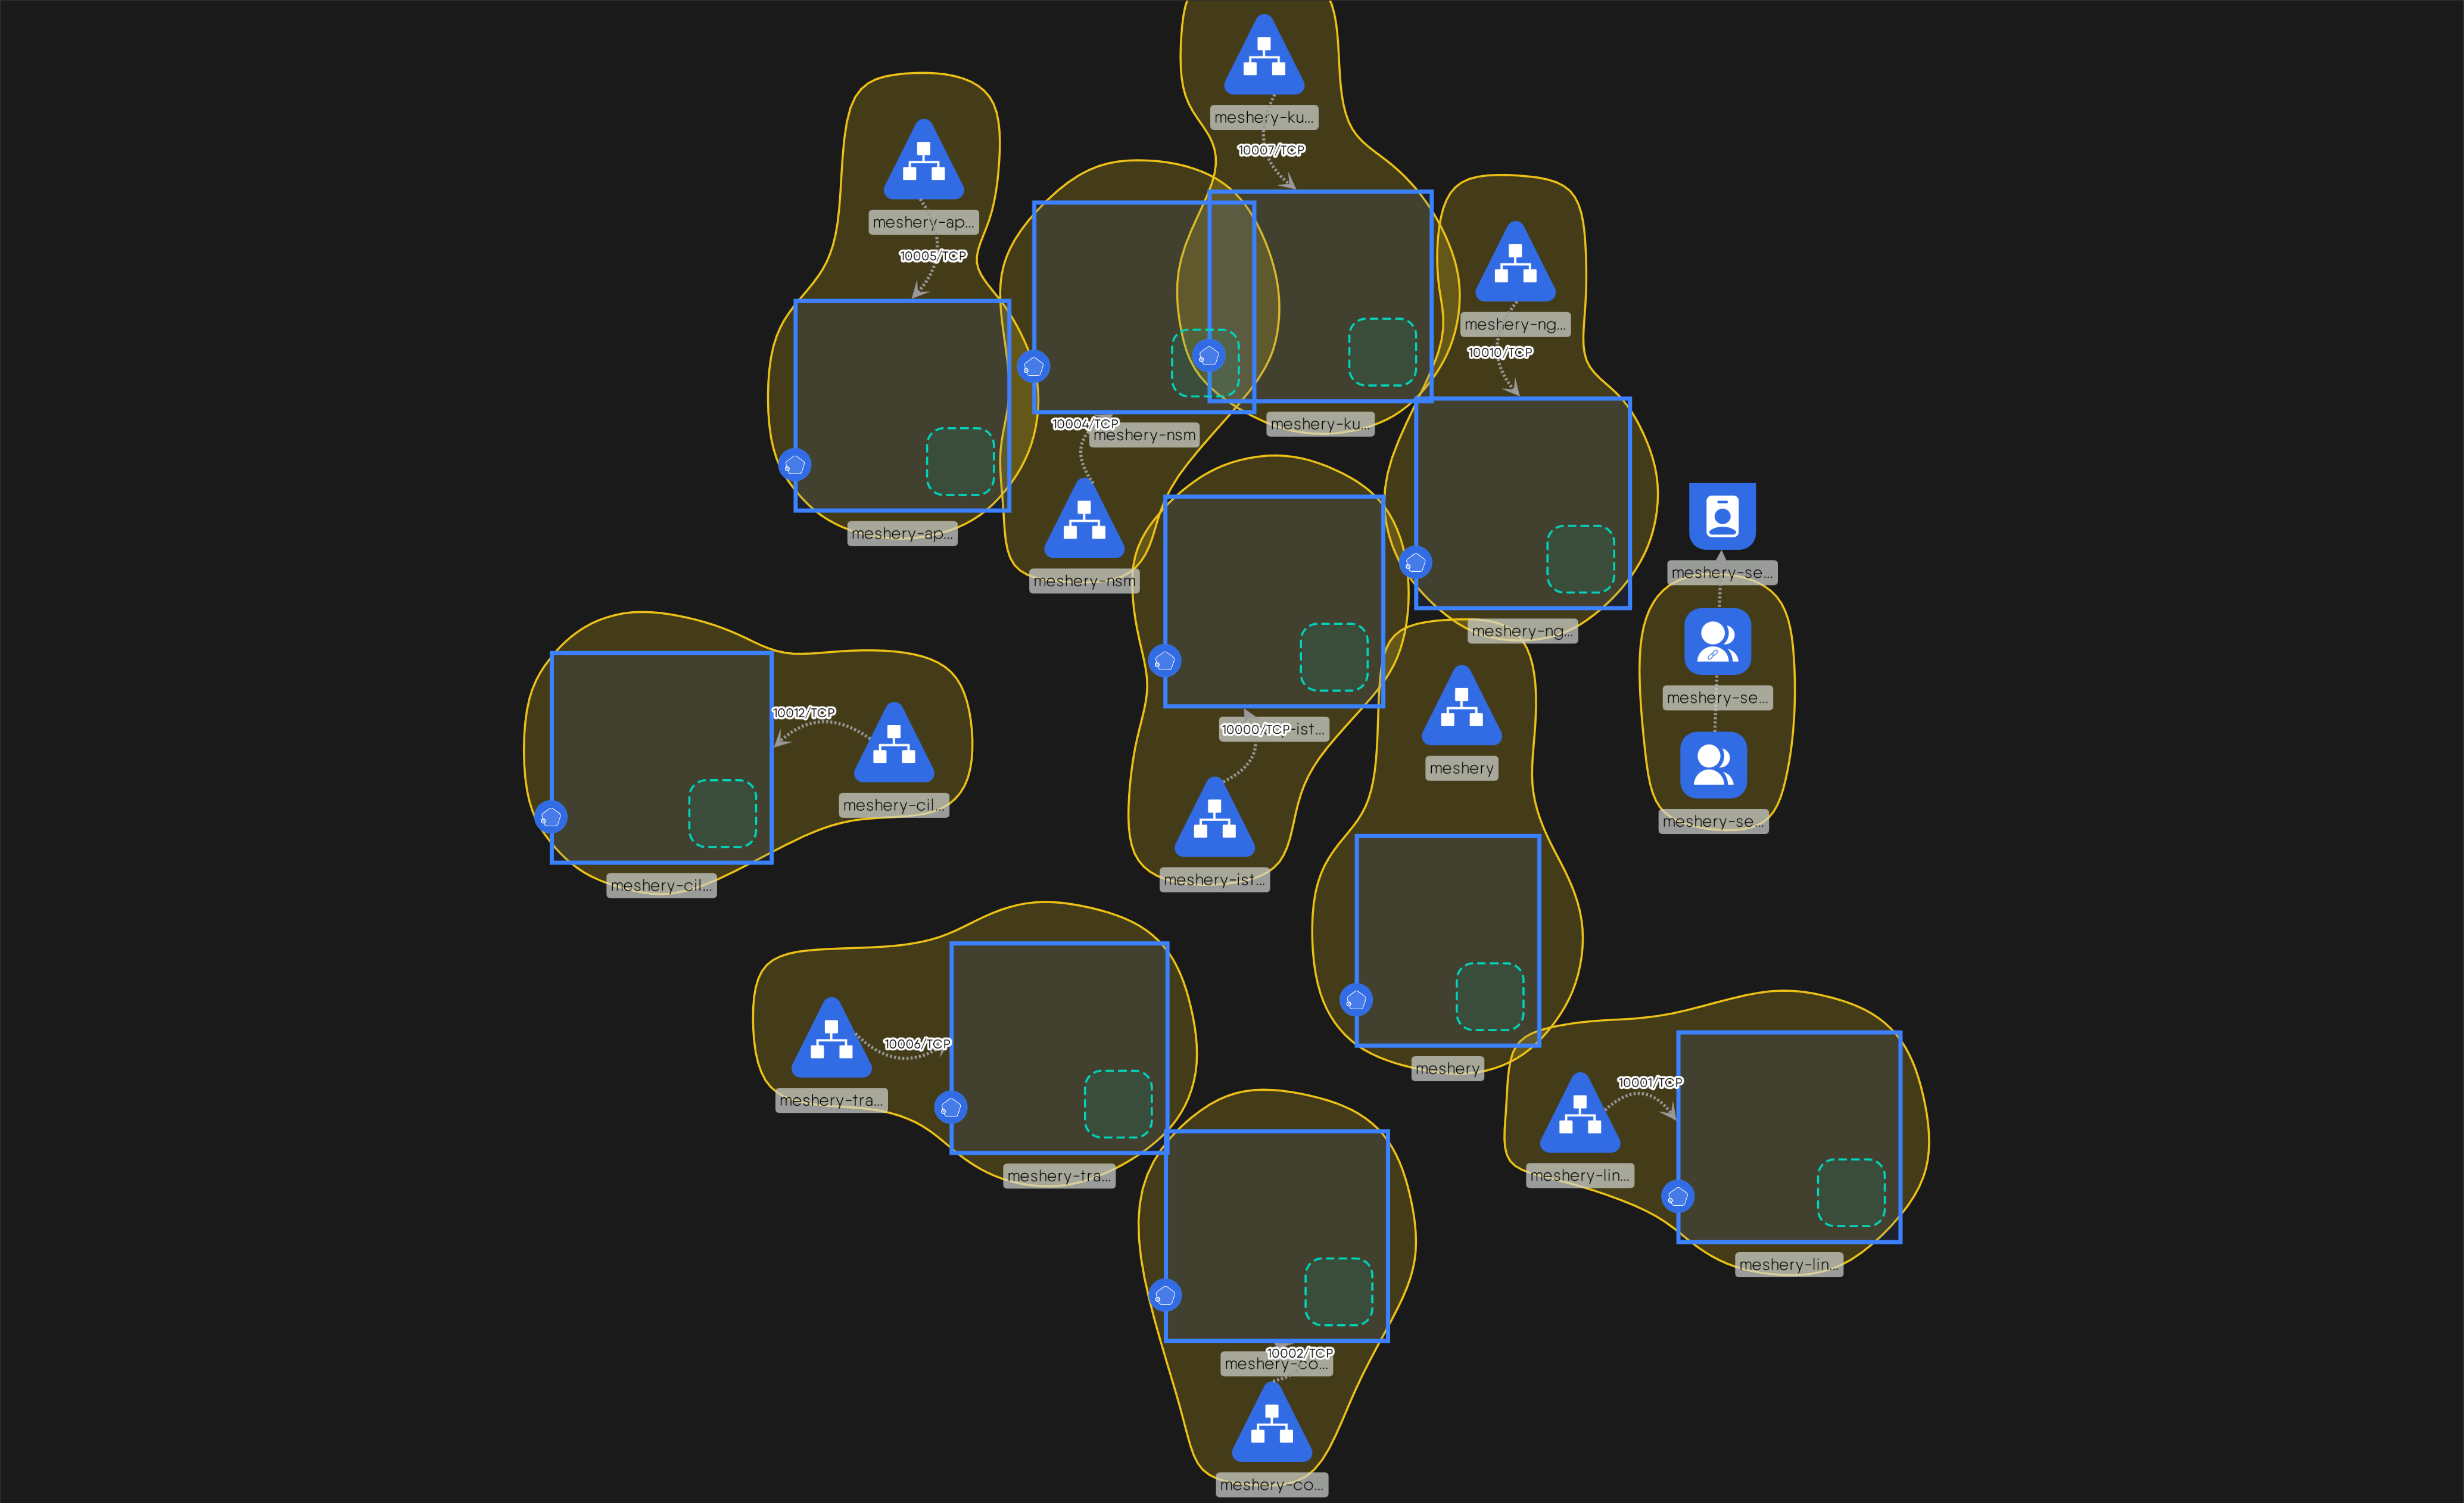 meshery-ku...
10007/TCP
meshery-ap...
10005/TCP
meshery-ng...
10010/TCP
10004/TCP
meshery-nsm
meshery-ku...
meshery-ap...
meshery-nsm
meshery-se...
meshery-ng...
meshery-se...
meshery-se...
10012/TCP
meshery-cil...
meshery-cil...
10000/TCP
-ist...
meshery-ist...
meshery
meshery
10006/TCP
meshery-tra...
meshery-tra...
10001/TCP
meshery-lin...
meshery-lin...
10002/TCP
meshery-co...
meshery-co...